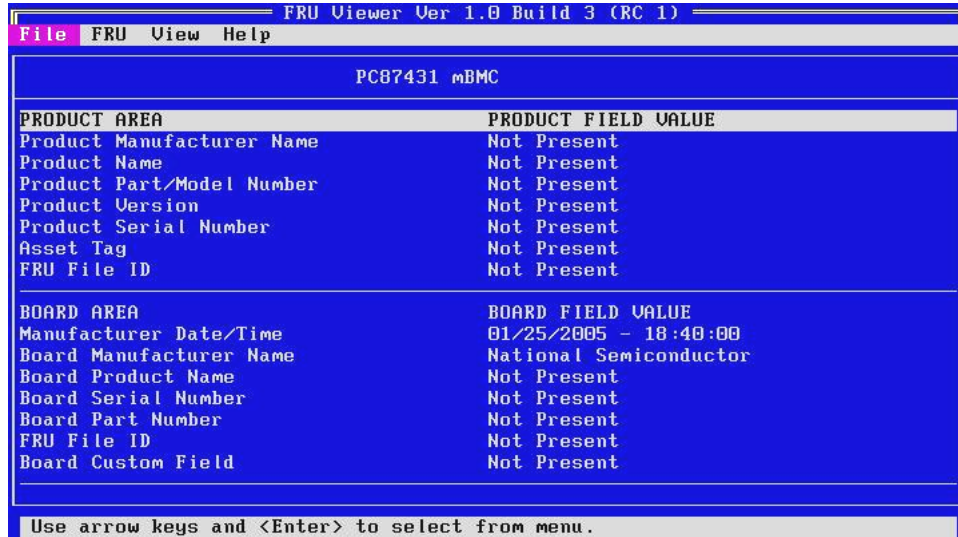 FRU Viewer Ver 1.0 Build 3 (RC 1)
File FRU View Help
PC87431 mBMC
PRODUCT AREA PRODUCT FIELD VALUE
Product Manufacturer Name Not Present
Product Name Not Present
Product Part/Model Number Not Present
Product Version Not Present
Product Serial Number Not Present
Asset Tag Not Present
FRU File ID Not Present
BOARD AREA BOARD FIELD VALUE
Manufacturer Date/Time 01/25/2005 - 18:40:00
Board Manufacturer Name National Semiconductor
Board Product Name Not Present
Board Serial Number Not Present
Board Part Number Not Present
FRU File ID Not Present
Board Custom Field Not Present
Use arrow keys and <Enter> to select from menu.